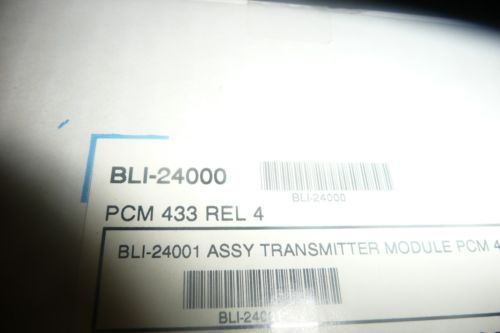 BLI-24000
BLI-24000
PCM 433 REL 4
BLI-24001 ASSY TRANSMITTER MODULE PCM 4